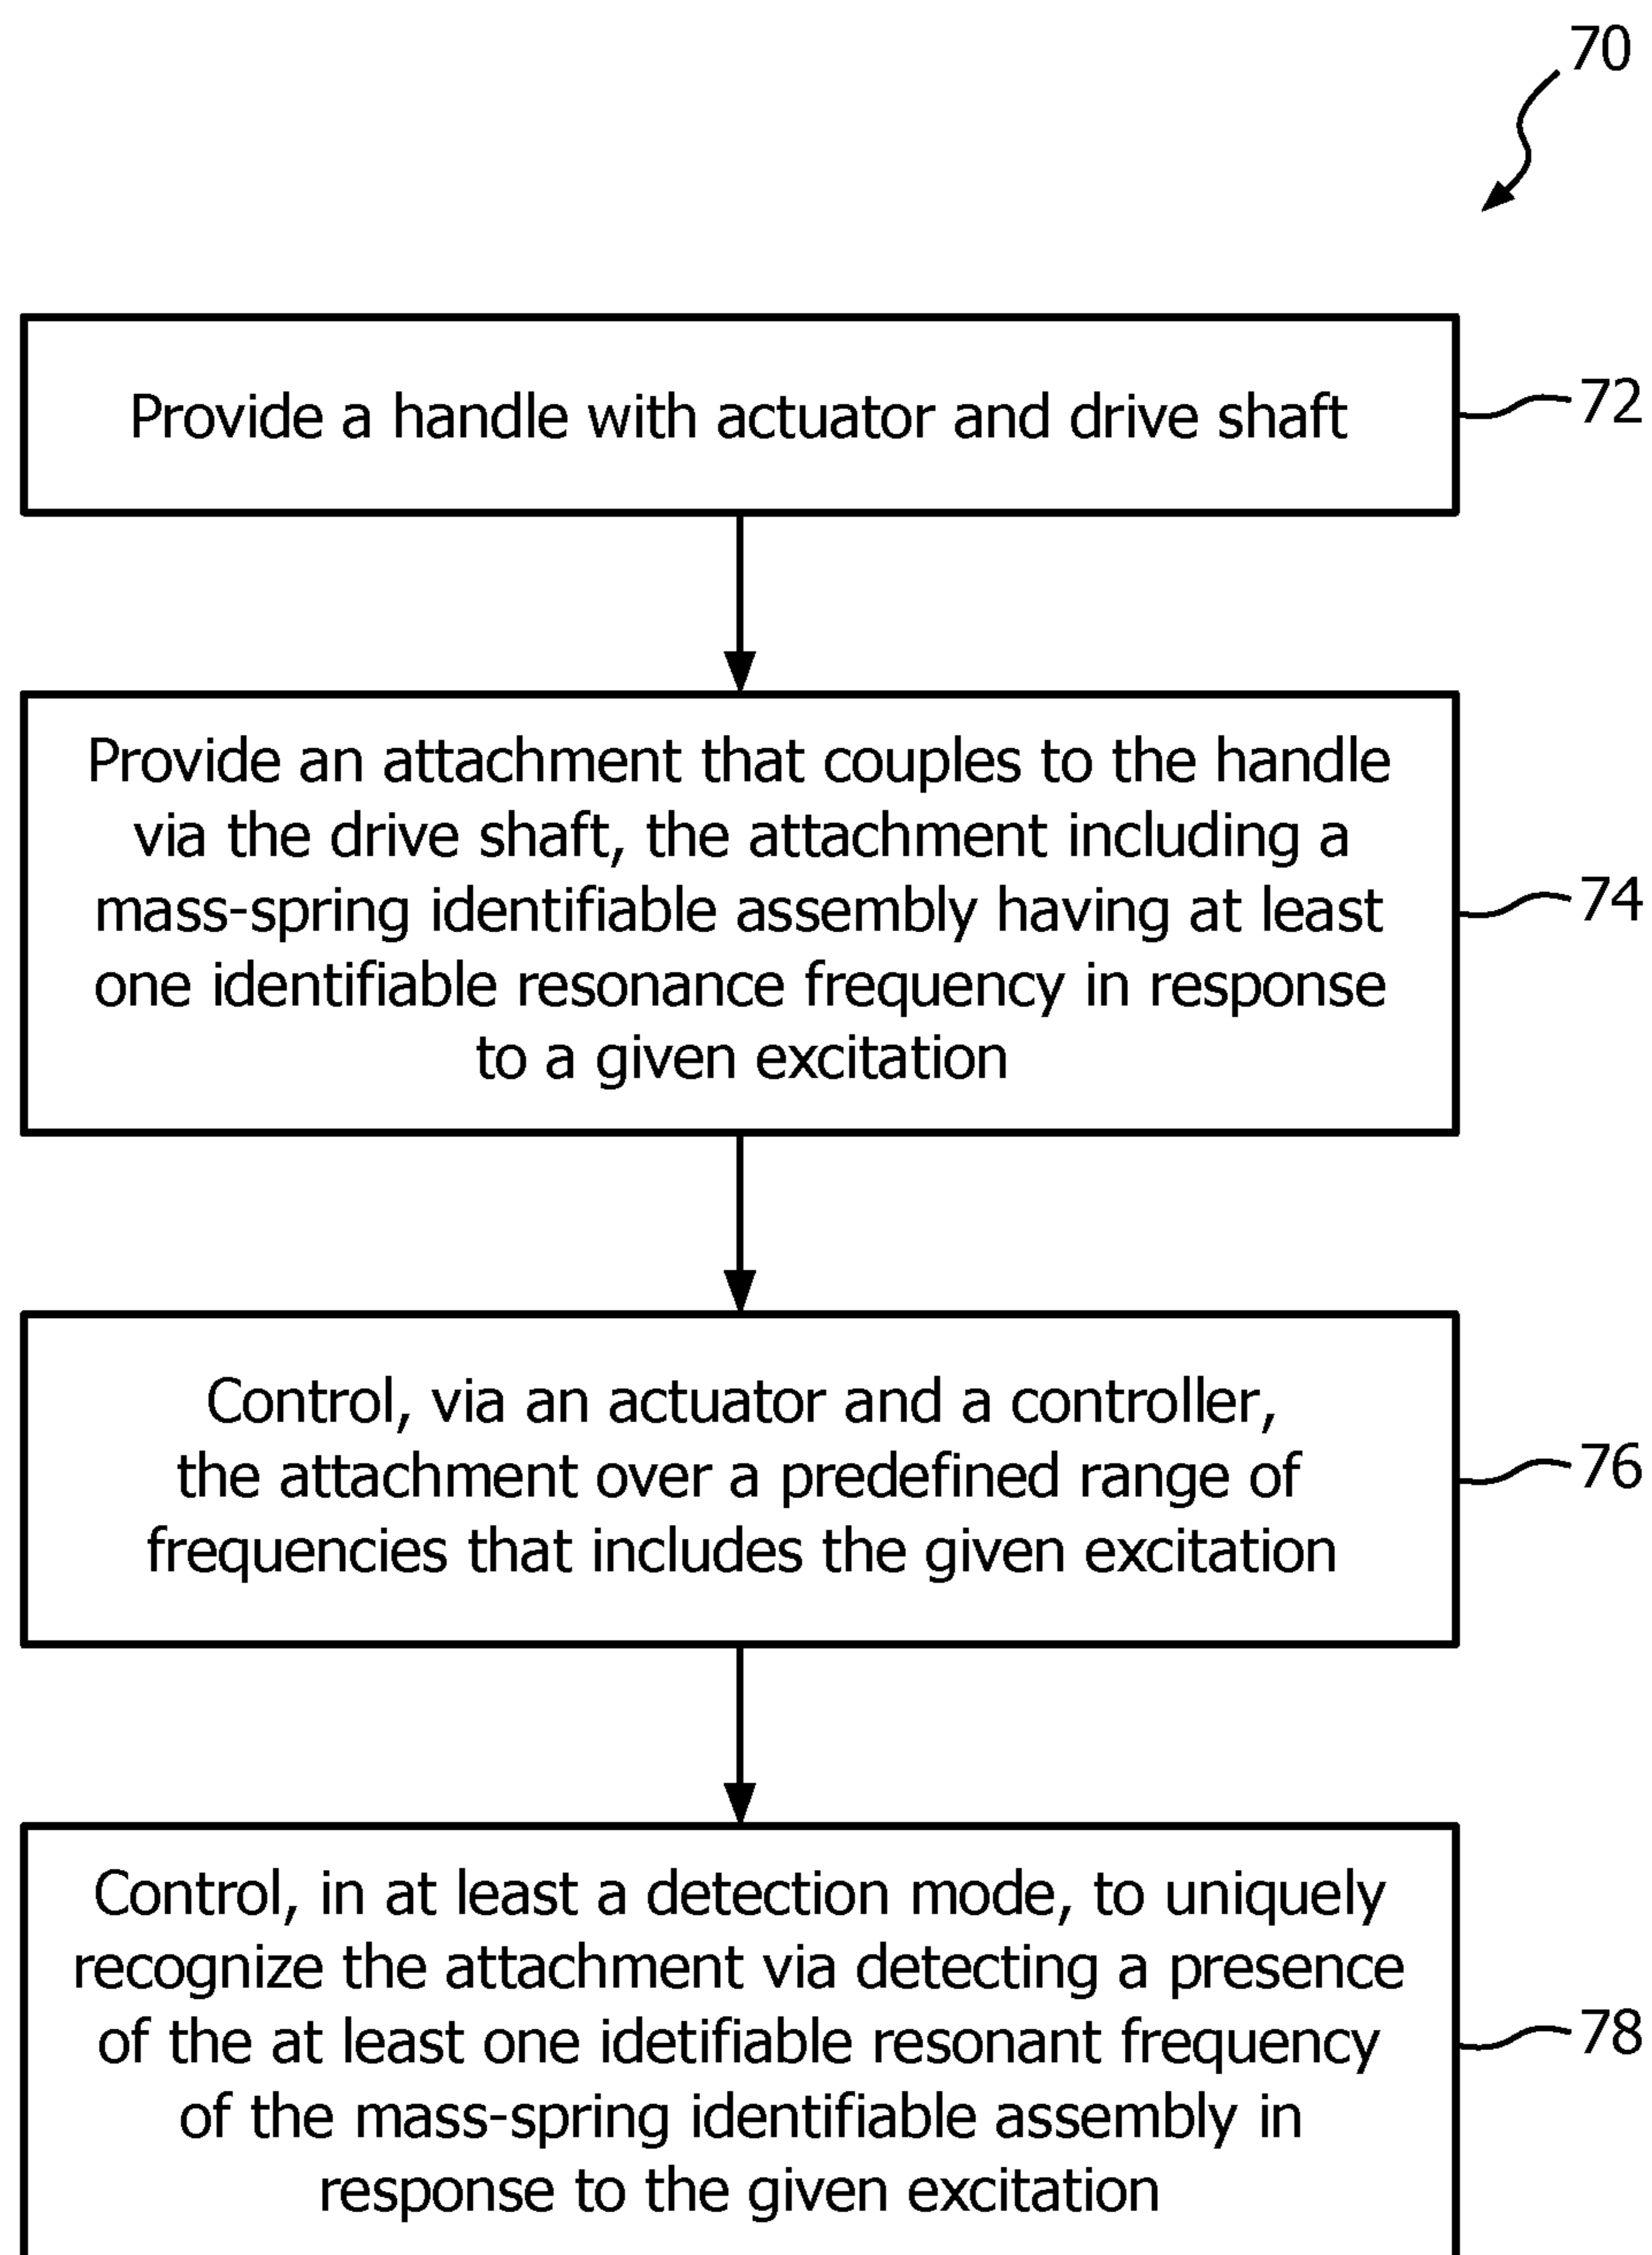 70
Provide a handle with actuator and drive shaft
72
Provide an attachment that couples to the handle
via the drive shaft, the attachment including a
mass-spring identifiable assembly having at least
one identifiable resonance frequency in response
to a given excitation
74
Control, via an actuator and a controller,
the attachment over a predefined range of
frequencies that includes the given excitation
76
Control, in at least a detection mode, to uniquely
recognize the attachment via detecting a presence
of the at least one idetifiable resonant frequency
of the mass-spring identifiable assembly in
response to the given excitation
78